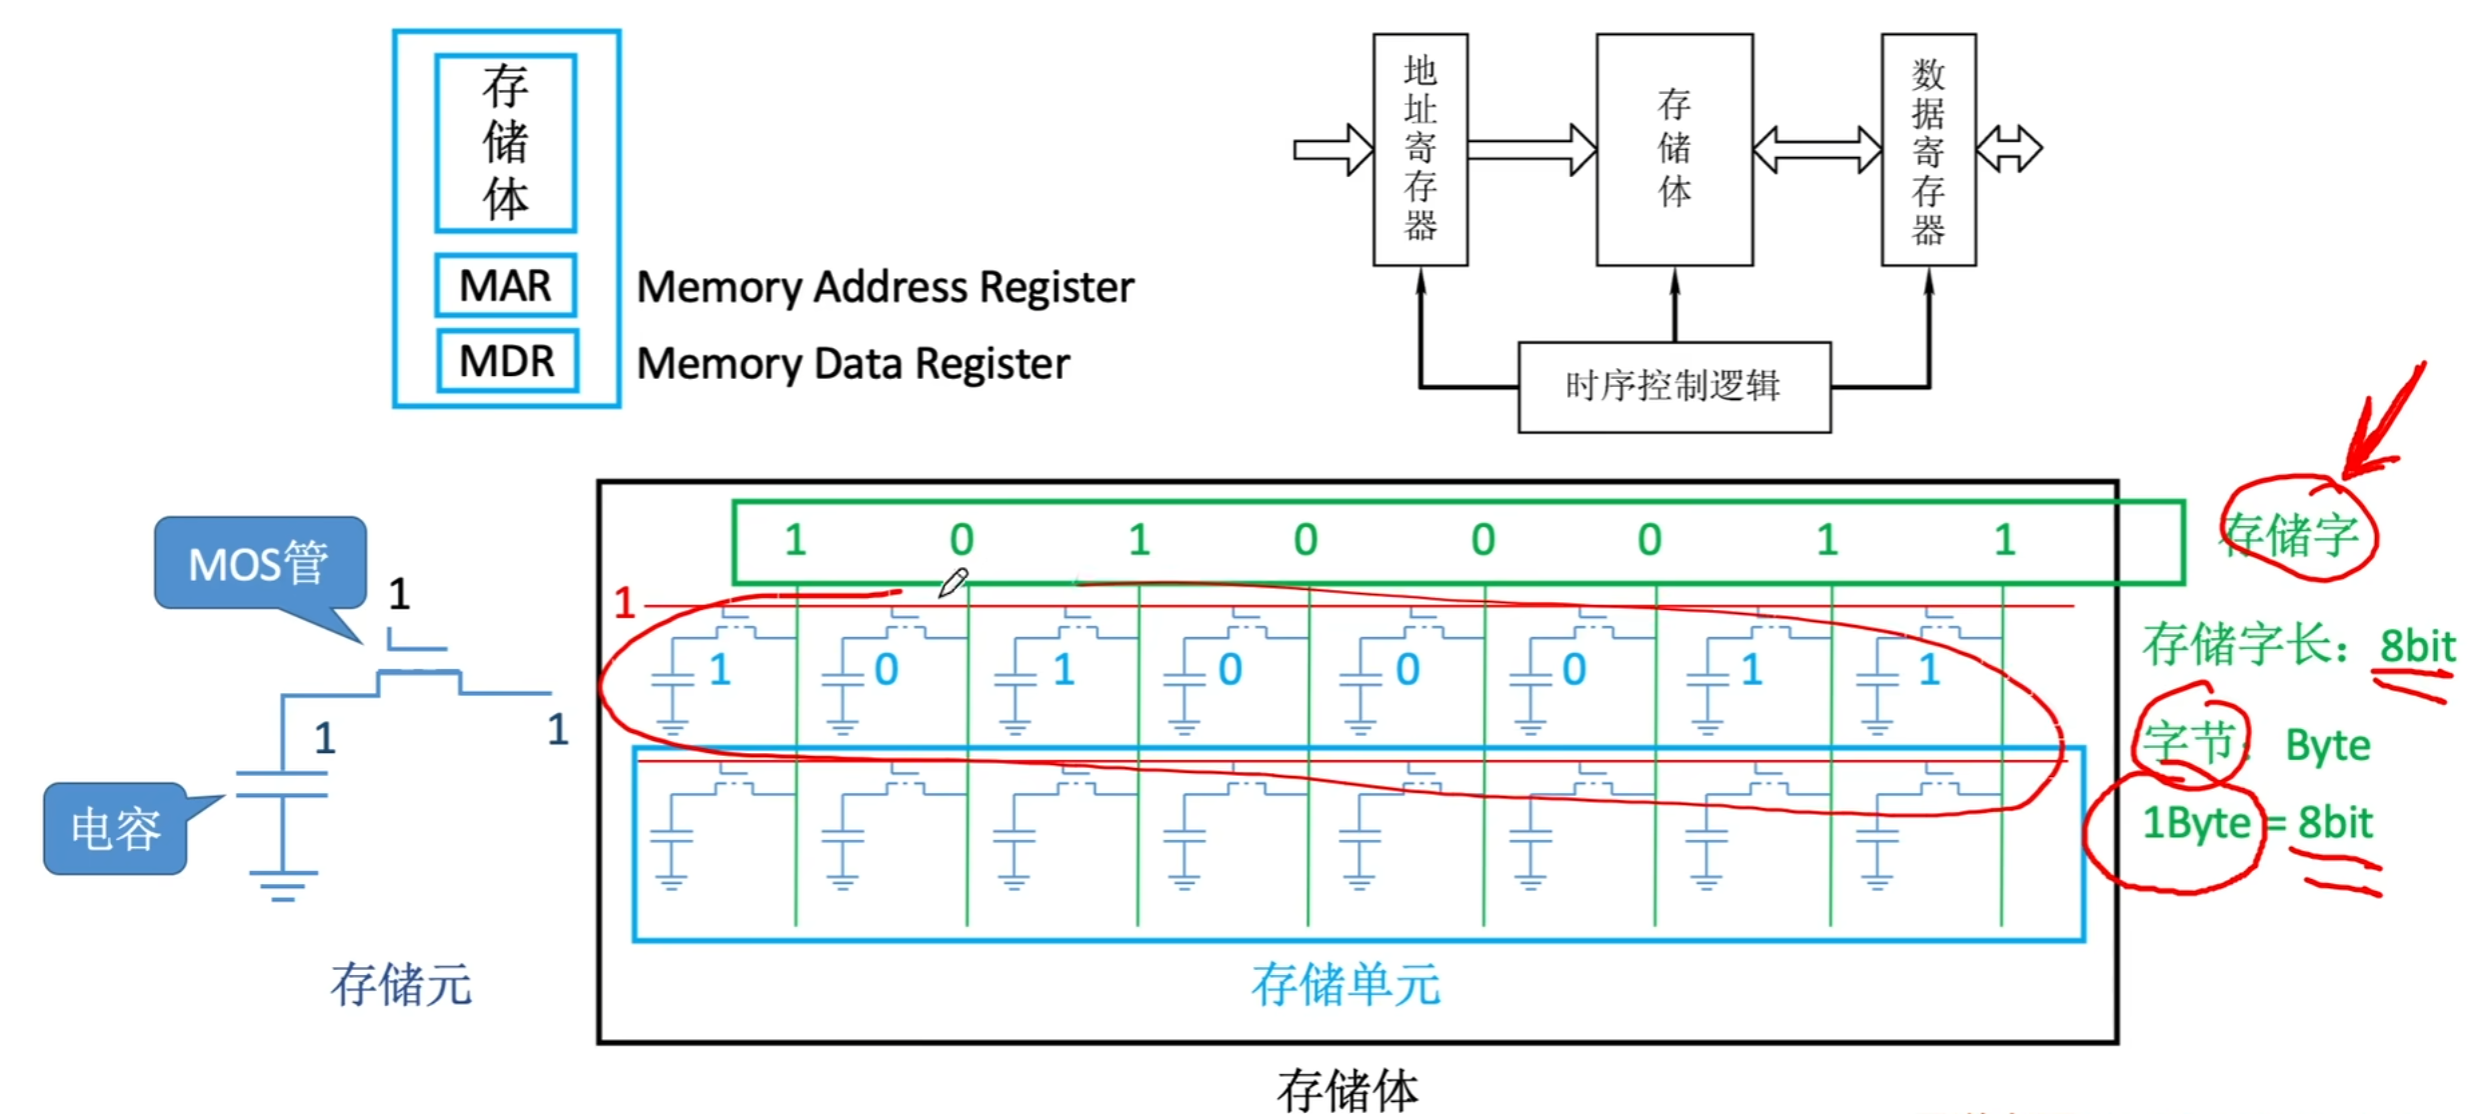 存
储
体
MAR
Memory Address Register
MDR
Memory Data Register
地
址
寄
存
器
存
储
体
数
据
寄
存
器
时序控制逻辑
MOS管
1
1
1
电容
存储元
1 0 1 0 0 0 1 1
存储字
1
1 0 1 0 0 0 1 1
存储字长：8bit
字节：Byte
1Byte = 8bit
存储单元
存储体